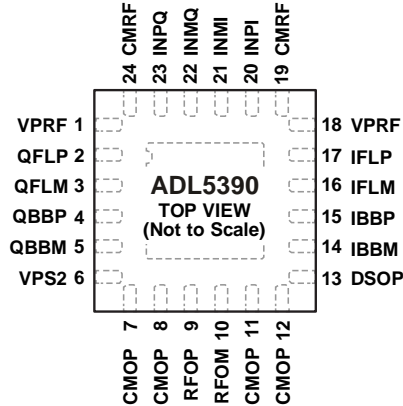 24 CMRF
23 INPQ
22 INMQ
21 INMI
20 INPI
19 CMRF
VPRF 1
QFLP 2
QFLM 3
QBBP 4
QBBM 5
VPS2 6
ADL5390
TOP VIEW
(Not to Scale)
18 VPRF
17 IFLP
16 IFLM
15 IBBP
14 IBBM
13 DSOP
CMOP 7
CMOP 8
RFOP 9
RFOM 10
CMOP 11
CMOP 12